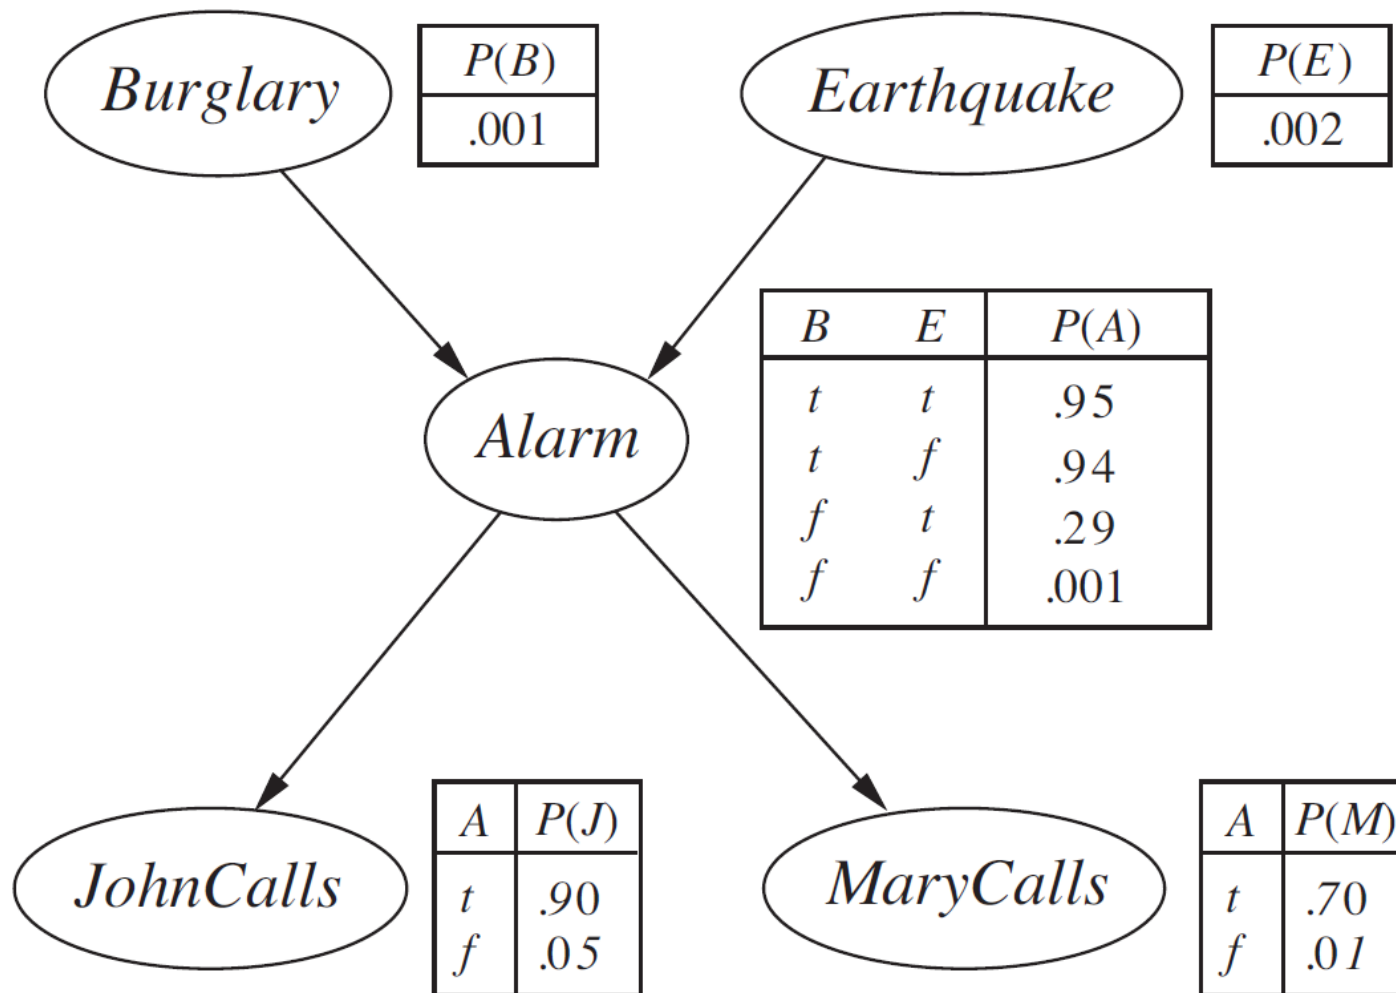 Burglary
P(B)
.001
Earthquake
P(E)
.002
B E P(A)
t t .95
t f .94
f t .29
f f .001
Alarm
JohnCalls
A P(J)
t .90
f .05
MaryCalls
A P(M)
t .70
f .01